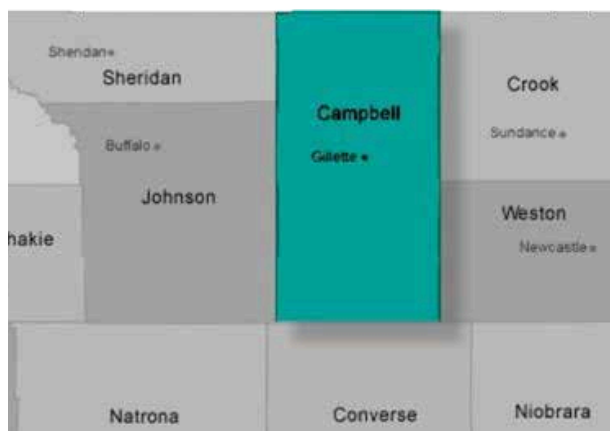 Sheridan
Sheridan
Crook
Campbell
Sundance
Buffalo
Gillette
Johnson
Weston
hakie
Newcastle
Natrona
Converse
Niobrara